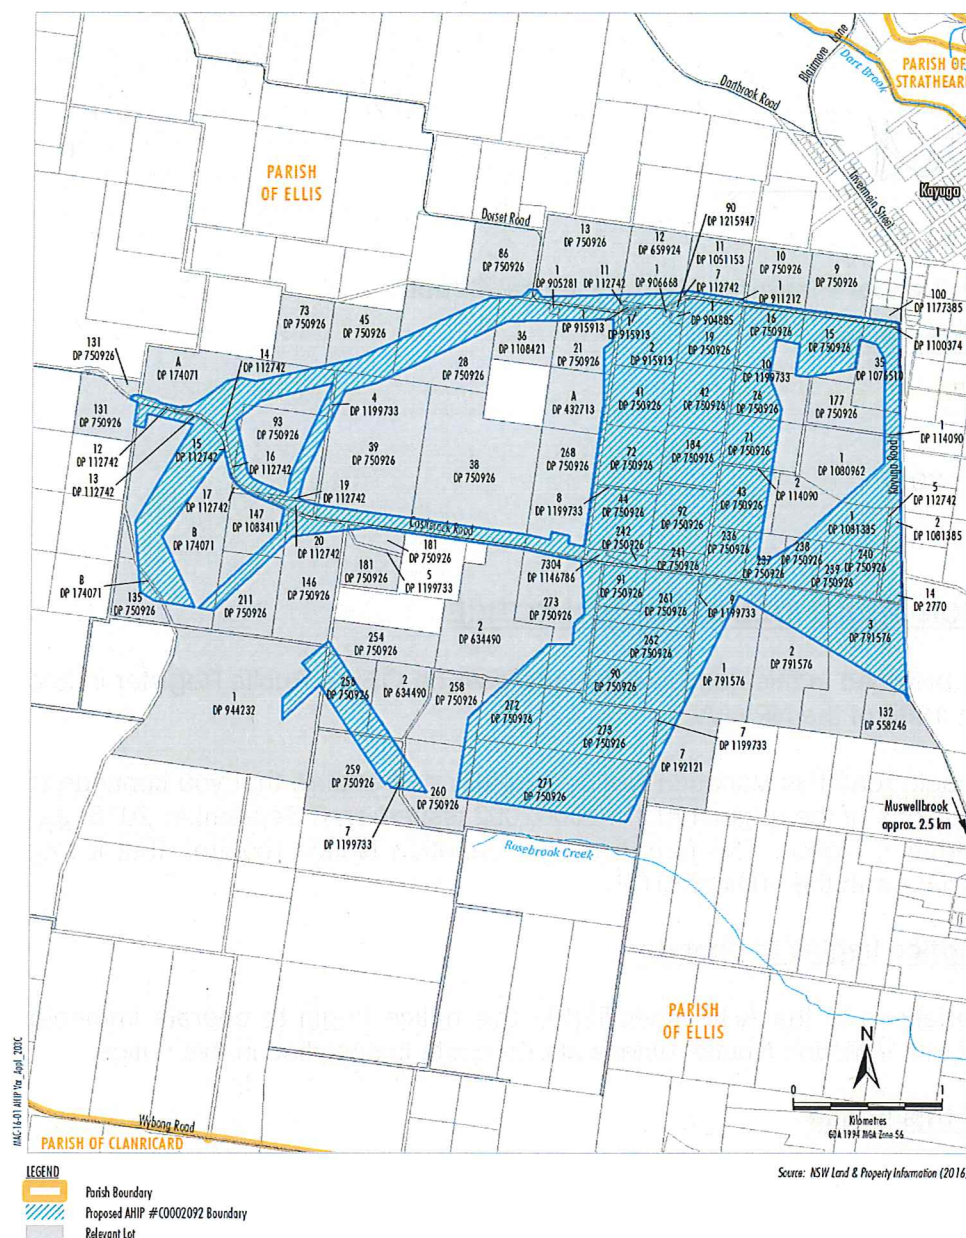 Blairmore Lane
Dart Brook
PARISH OF
STRATHEARN
Dartbrook Road
Invermein Street
Kayuga
PARISH
OF ELLIS
Dorset Road
90
DP 1215947
13
DP 750926
12
DP 659924
11
DP 1051153
10
DP 750926
9
DP 750926
86
DP 750926
1
DP 905281
11
DP 112742
1
DP 906668
7
DP 112742
1
DP 911212
100
DP 1177385
73
DP 750926
45
DP 750926
1
DP 915913
1
DP 915913
1
DP 904885
16
DP 750926
15
DP 750926
1
DP 1100374
131
DP 750926
A
DP 174071
14
DP 112742
28
DP 750926
36
DP 1108421
21
DP 750926
2
DP 915913
19
DP 750926
10
DP 1199733
35
DP 1076510
131
DP 750926
93
DP 750926
4
DP 1199733
A
DP 432713
41
DP 750926
42
DP 750926
26
DP 750926
177
DP 750926
1
DP 114090
12
DP 112742
13
DP 112742
15
DP 112742
16
DP 112742
39
DP 750926
38
DP 750926
268
DP 750926
72
DP 750926
184
DP 750926
71
DP 750926
1
DP 1080962
Kayuga Road
17
DP 112742
19
DP 112742
8
DP 1199733
44
DP 750926
43
DP 750926
2
DP 114090
5
DP 112742
147
DP 1083411
Castlerock Road
92
DP 750926
1
DP 1081385
2
DP 1081385
B
DP 174071
20
DP 112742
181
DP 750926
242
DP 750926
241
DP 750926
236
DP 750926
237
DP 750926
238
DP 750926
239
DP 750926
240
DP 750926
B
DP 174071
135
DP 750926
211
DP 750926
146
DP 750926
181
DP 750926
5
DP 1199733
7304
DP 1146786
91
DP 750926
261
DP 750926
9
DP 1199733
14
DP 2770
273
DP 750926
254
DP 750926
2
DP 634490
262
DP 750926
3
DP 791576
1
DP 944232
256
DP 750926
2
DP 634490
258
DP 750926
90
DP 750926
1
DP 791576
2
DP 791576
272
DP 750926
273
DP 750926
7
DP 1199733
132
DP 558246
259
DP 750926
260
DP 750926
271
DP 750926
7
DP 192121
7
DP 1199733
Muswellbrook
approx. 2.5 km
Rosebrook Creek
PARISH
OF ELLIS
N
0 1
Kilometres
GDA 1994 MGA Zone 56
Wybong Road
PARISH OF CLANRICARD
LEGEND
Parish Boundary
Proposed AHIP #C0002092 Boundary
Relevant Lot
Source: NSW Land & Property Information (2016